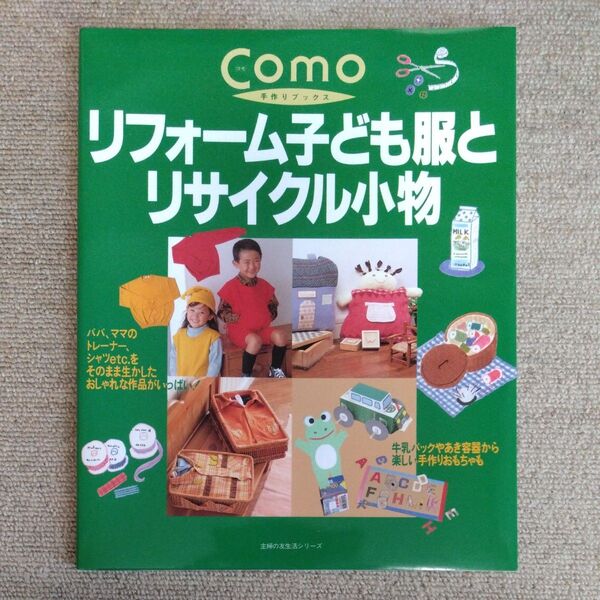 Como
手作りブックス
リフォーム子ども服と
リサイクル小物
MILK
パパ、ママの
トレーナー、
シャツetc.を
そのまま生かした
おしゃれな作品がいっぱい!
牛乳パックやあき容器から
楽しい手作りおもちゃも
主婦の友生活シリーズ